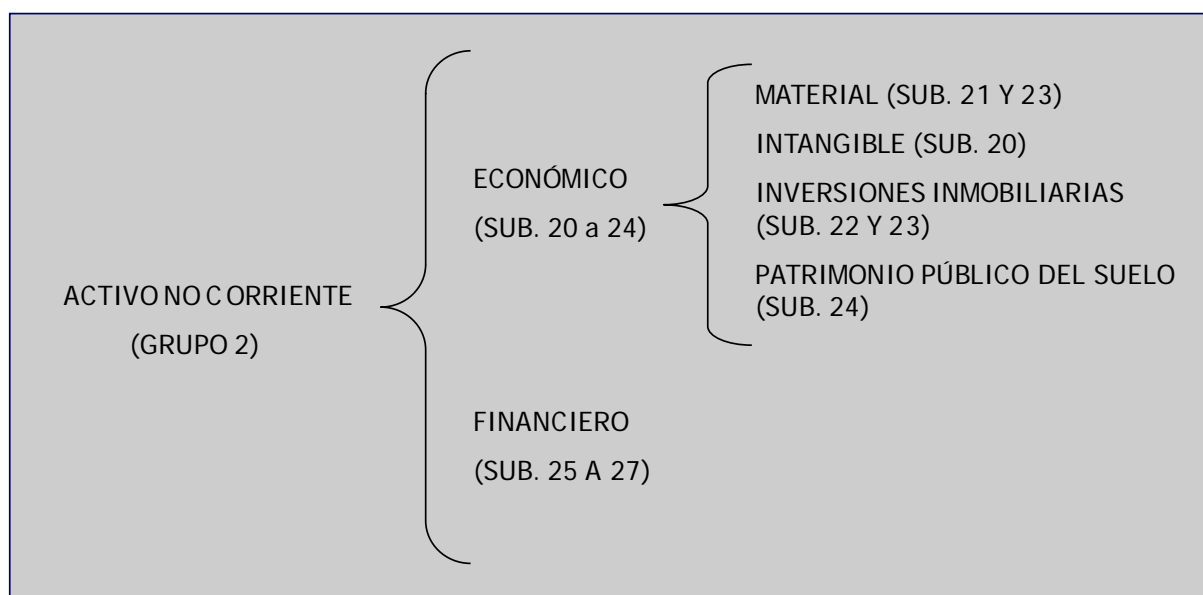 ACTIVO NO CORRIENTE
(GRUPO 2)
ECONÓMICO
(SUB. 20 a 24)
MATERIAL (SUB. 21 Y 23)
INTANGIBLE (SUB. 20)
INVERSIONES INMOBILIARIAS
(SUB. 22 Y 23)
PATRIMONIO PÚBLICO DEL SUELO
(SUB. 24)
FINANCIERO
(SUB. 25 A 27)